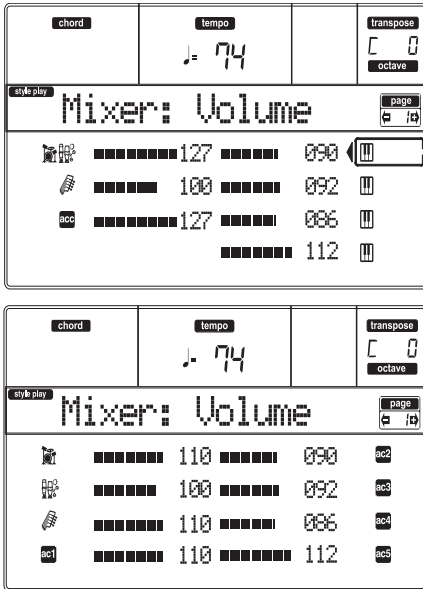 chord tempo transpose
♩= 74 C 0
octave
style play Mixer: Volume page
1
127 090
100 092
acc 127 086
112
chord tempo transpose
♩= 74 C 0
octave
style play Mixer: Volume page
1
110 090 ac2
100 092 ac3
110 086 ac4
ac1 110 112 ac5